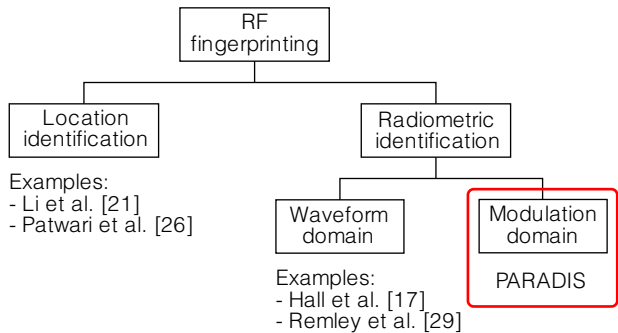 RF
fingerprinting
Location
identification
Radiometric
identification
Examples:
- Li et al. [21]
- Patwari et al. [26]
Waveform
domain
Modulation
domain
Examples:
- Hall et al. [17]
- Remley et al. [29]
PARADIS